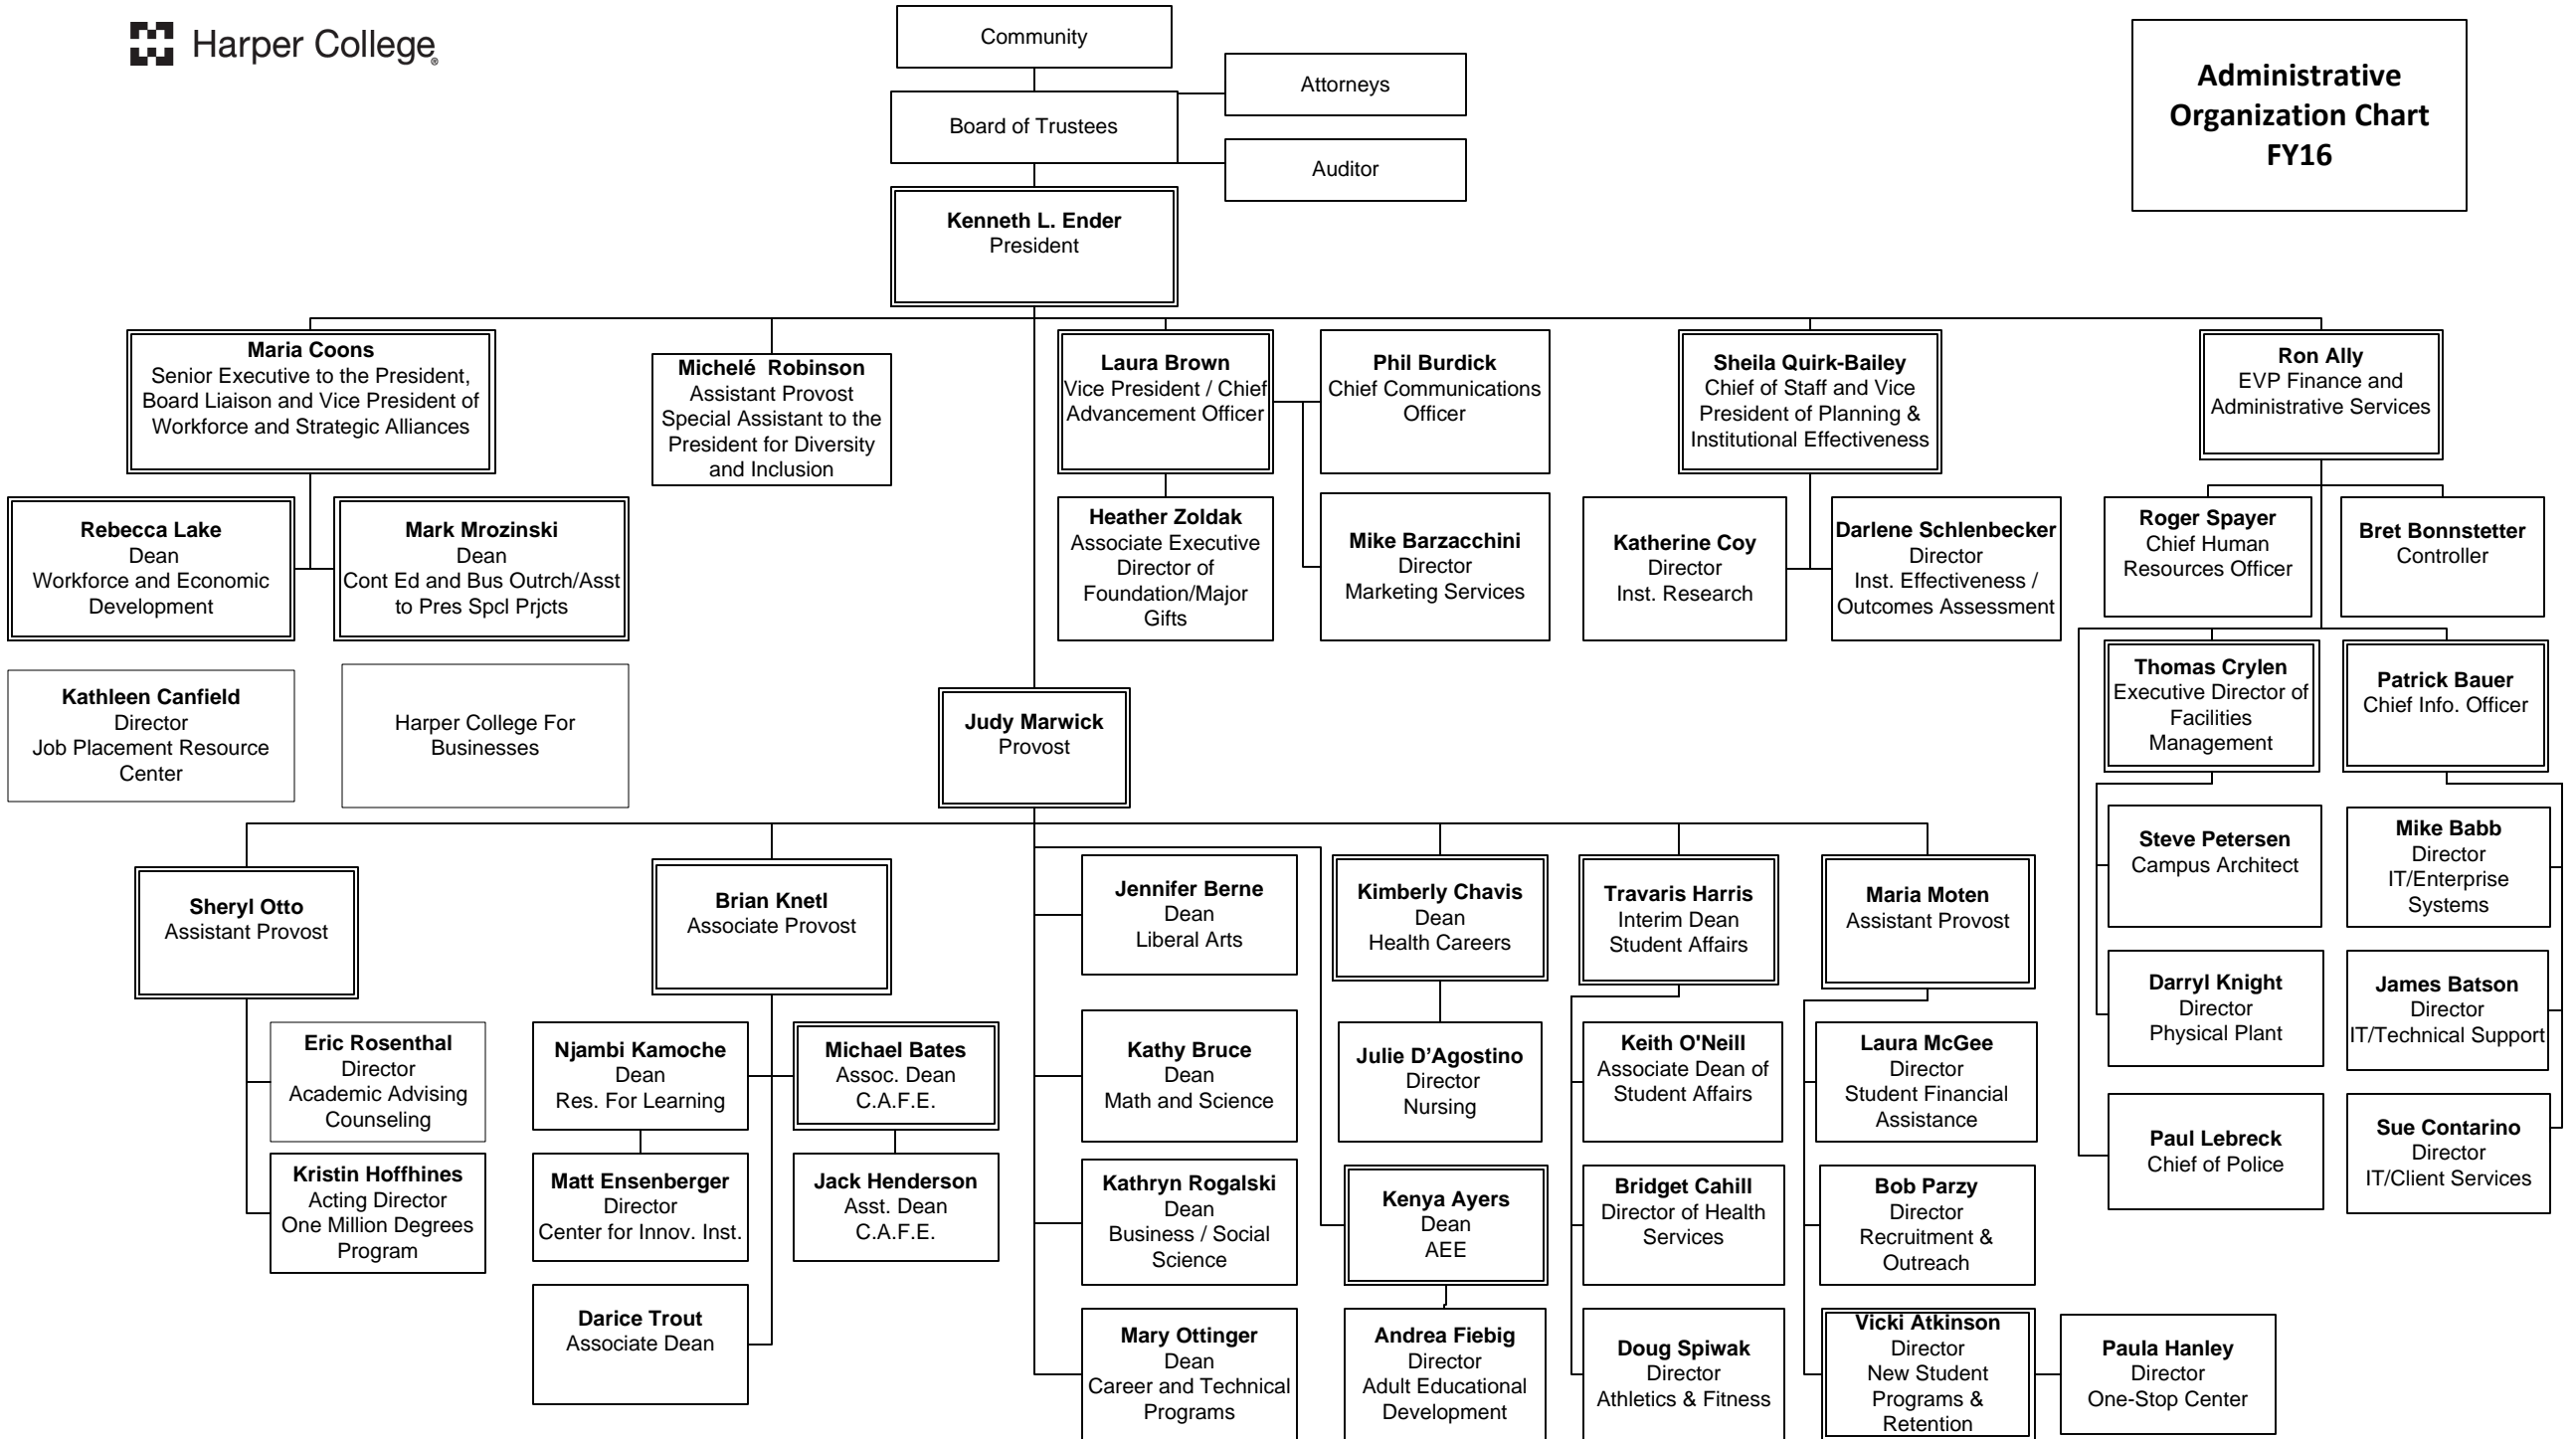 Harper College®
Community
Attorneys
Board of Trustees
Auditor
Administrative
Organization Chart
FY16
Kenneth L. Ender
President
Maria Coons
Senior Executive to the President,
Board Liaison and Vice President of
Workforce and Strategic Alliances
Michelé  Robinson
Assistant Provost
Special Assistant to the
President for Diversity
and Inclusion
Laura Brown
Vice President / Chief
Advancement Officer
Phil Burdick
Chief Communications
Officer
Sheila Quirk-Bailey
Chief of Staff and Vice
President of Planning &
Institutional Effectiveness
Ron Ally
EVP Finance and
Administrative Services
Rebecca Lake
Dean
Workforce and Economic
Development
Mark Mrozinski
Dean
Cont Ed and Bus Outrch/Asst
to Pres Spcl Prjcts
Heather Zoldak
Associate Executive
Director of
Foundation/Major
Gifts
Mike Barzacchini
Director
Marketing Services
Katherine Coy
Director
Inst. Research
Darlene Schlenbecker
Director
Inst. Effectiveness /
Outcomes Assessment
Roger Spayer
Chief Human
Resources Officer
Bret Bonnstetter
Controller
Kathleen Canfield
Director
Job Placement Resource
Center
Harper College For
Businesses
Judy Marwick
Provost
Thomas Crylen
Executive Director of
Facilities
Management
Patrick Bauer
Chief Info. Officer
Sheryl Otto
Assistant Provost
Brian Knetl
Associate Provost
Jennifer Berne
Dean
Liberal Arts
Kimberly Chavis
Dean
Health Careers
Travaris Harris
Interim Dean
Student Affairs
Maria Moten
Assistant Provost
Steve Petersen
Campus Architect
Mike Babb
Director
IT/Enterprise
Systems
Eric Rosenthal
Director
Academic Advising
Counseling
Njambi Kamoche
Dean
Res. For Learning
Michael Bates
Assoc. Dean
C.A.F.E.
Kathy Bruce
Dean
Math and Science
Julie D’Agostino
Director
Nursing
Keith O'Neill
Associate Dean of
Student Affairs
Laura McGee
Director
Student Financial
Assistance
Darryl Knight
Director
Physical Plant
James Batson
Director
IT/Technical Support
Kristin Hoffhines
Acting Director
One Million Degrees
Program
Matt Ensenberger
Director
Center for Innov. Inst.
Jack Henderson
Asst. Dean
C.A.F.E.
Kathryn Rogalski
Dean
Business / Social
Science
Kenya Ayers
Dean
AEE
Bridget Cahill
Director of Health
Services
Bob Parzy
Director
Recruitment &
Outreach
Paul Lebreck
Chief of Police
Sue Contarino
Director
IT/Client Services
Darice Trout
Associate Dean
Mary Ottinger
Dean
Career and Technical
Programs
Andrea Fiebig
Director
Adult Educational
Development
Doug Spiwak
Director
Athletics & Fitness
Vicki Atkinson
Director
New Student
Programs &
Retention
Paula Hanley
Director
One-Stop Center